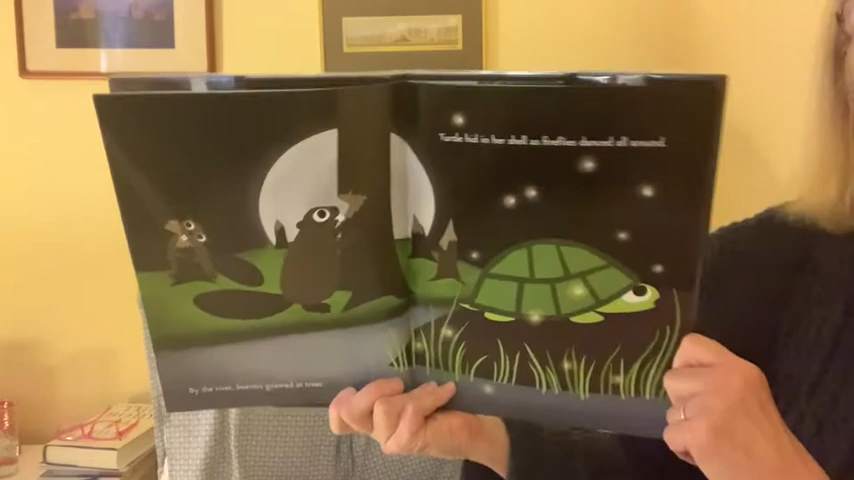 By the river, beavers gnawed at trees
Turtle hid in her shell as fireflies danced all around.